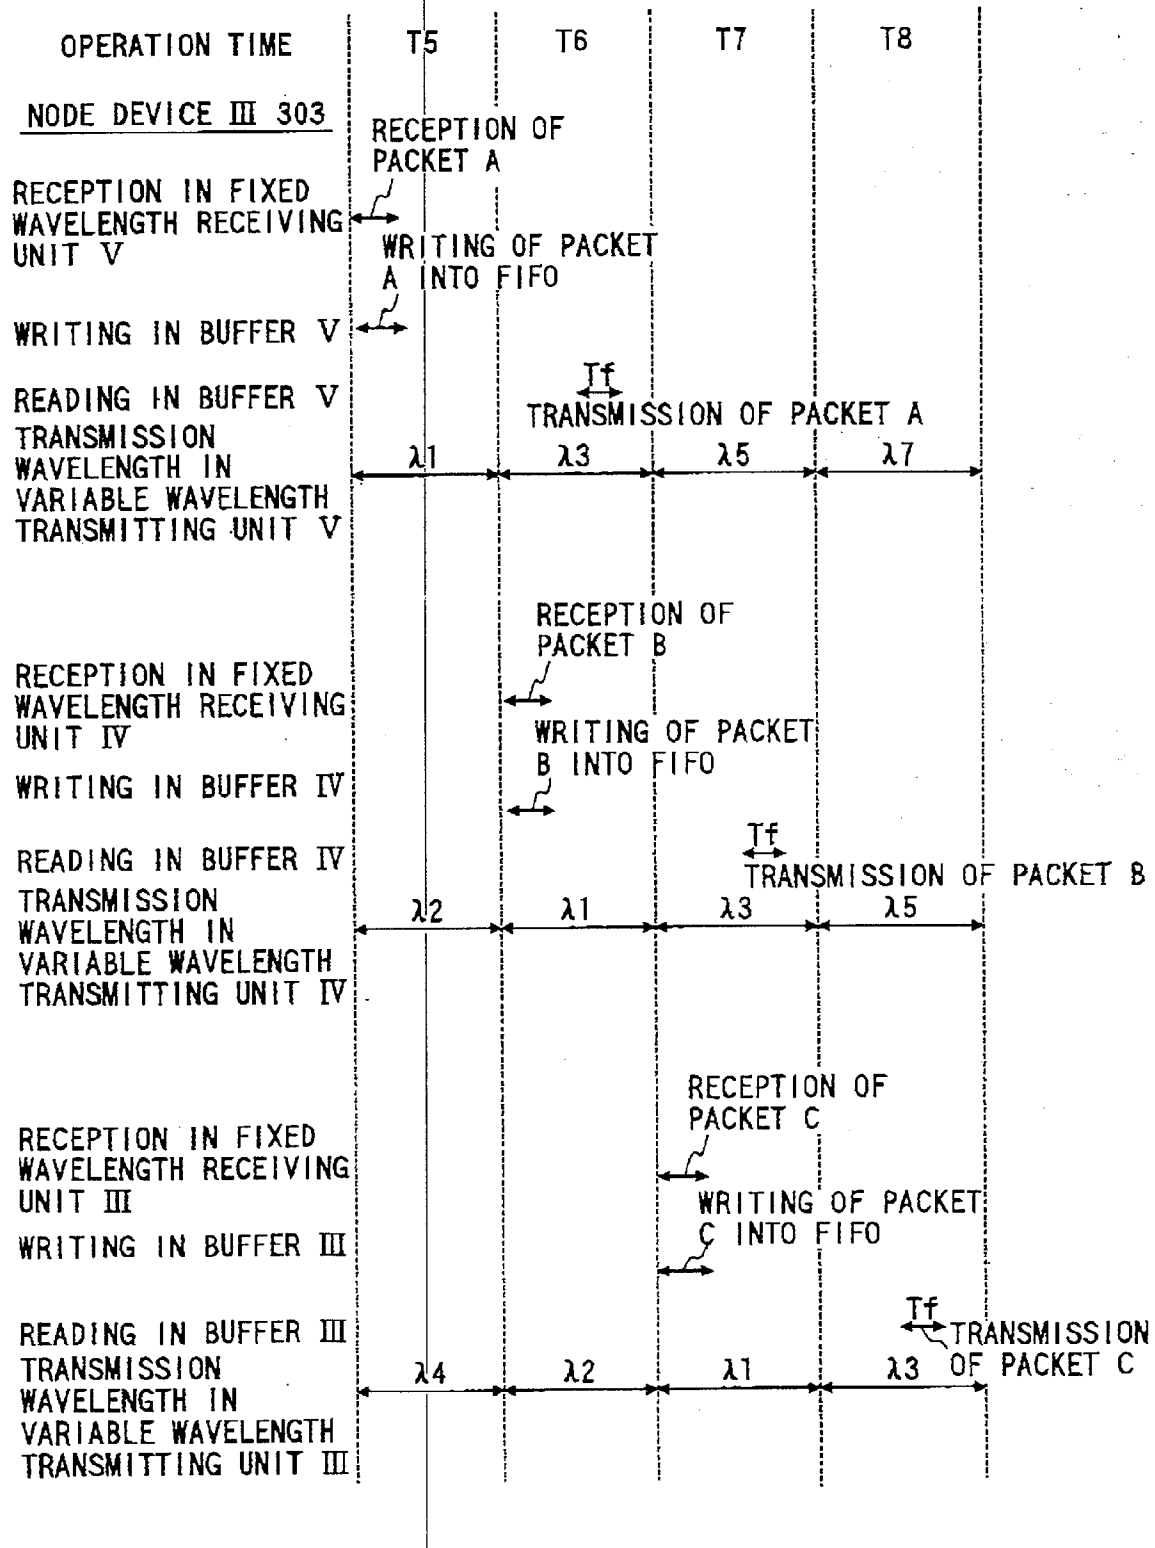 OPERATION TIME T5 T6 T7 T8
NODE DEVICE III 303
RECEPTION OF
PACKET A
RECEPTION IN FIXED
WAVELENGTH RECEIVING
UNIT V
WRITING OF PACKET
A INTO FIFO
WRITING IN BUFFER V
Tf
READING IN BUFFER V
TRANSMISSION OF PACKET A
TRANSMISSION
WAVELENGTH IN
VARIABLE WAVELENGTH
TRANSMITTING UNIT V
λ1 λ3 λ5 λ7
RECEPTION OF
PACKET B
RECEPTION IN FIXED
WAVELENGTH RECEIVING
UNIT IV
WRITING OF PACKET
B INTO FIFO
WRITING IN BUFFER IV
Tf
READING IN BUFFER IV
TRANSMISSION OF PACKET B
TRANSMISSION
WAVELENGTH IN
VARIABLE WAVELENGTH
TRANSMITTING UNIT IV
λ2 λ1 λ3 λ5
RECEPTION OF
PACKET C
RECEPTION IN FIXED
WAVELENGTH RECEIVING
UNIT III
WRITING OF PACKET
C INTO FIFO
WRITING IN BUFFER III
Tf
READING IN BUFFER III
TRANSMISSION
OF PACKET C
TRANSMISSION
WAVELENGTH IN
VARIABLE WAVELENGTH
TRANSMITTING UNIT III
λ4 λ2 λ1 λ3